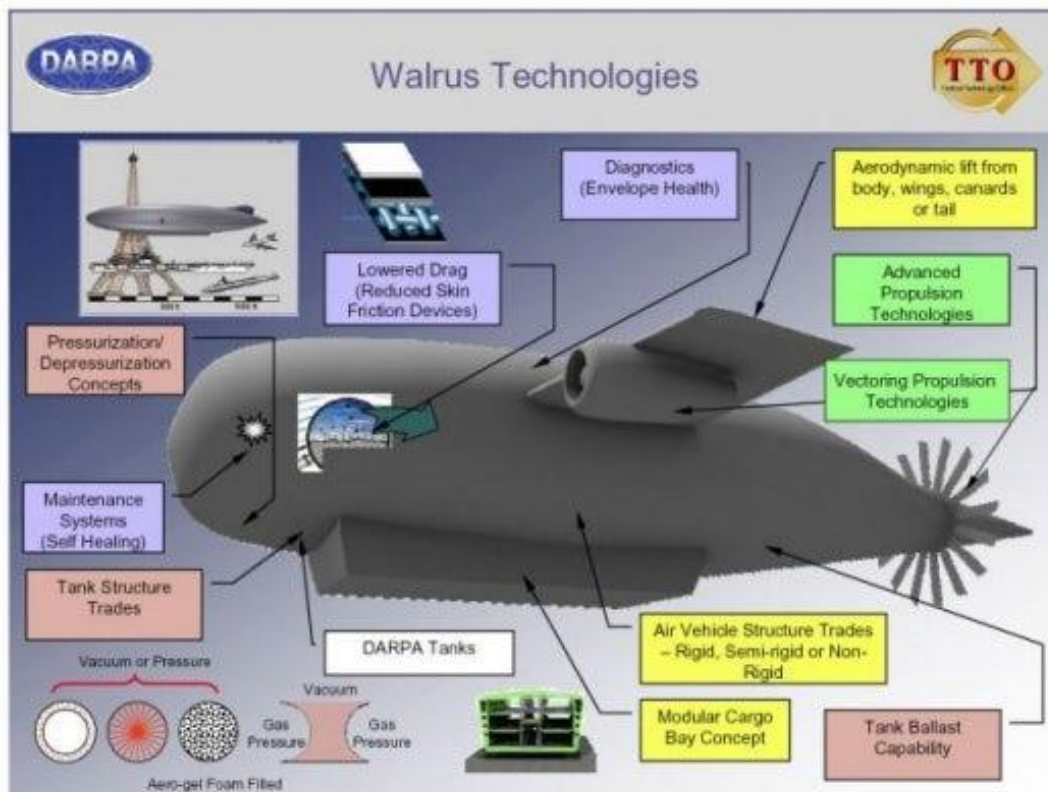 DARPA
Walrus Technologies
TTO
Diagnostics
(Envelope Health)
Aerodynamic lift from
body, wings, canards
or tail
Lowered Drag
(Reduced Skin
Friction Devices)
Advanced
Propulsion
Technologies
Pressurization/
Depressurization
Concepts
Vectoring Propulsion
Technologies
Maintenance
Systems
(Self Healing)
Tank Structure
Trades
DARPA Tanks
Air Vehicle Structure Trades
– Rigid, Semi-rigid or Non-
Rigid
Vacuum or Pressure
Vacuum
Gas
Pressure
Gas
Pressure
Aero-gel Foam Filled
Modular Cargo
Bay Concept
Tank Ballast
Capability